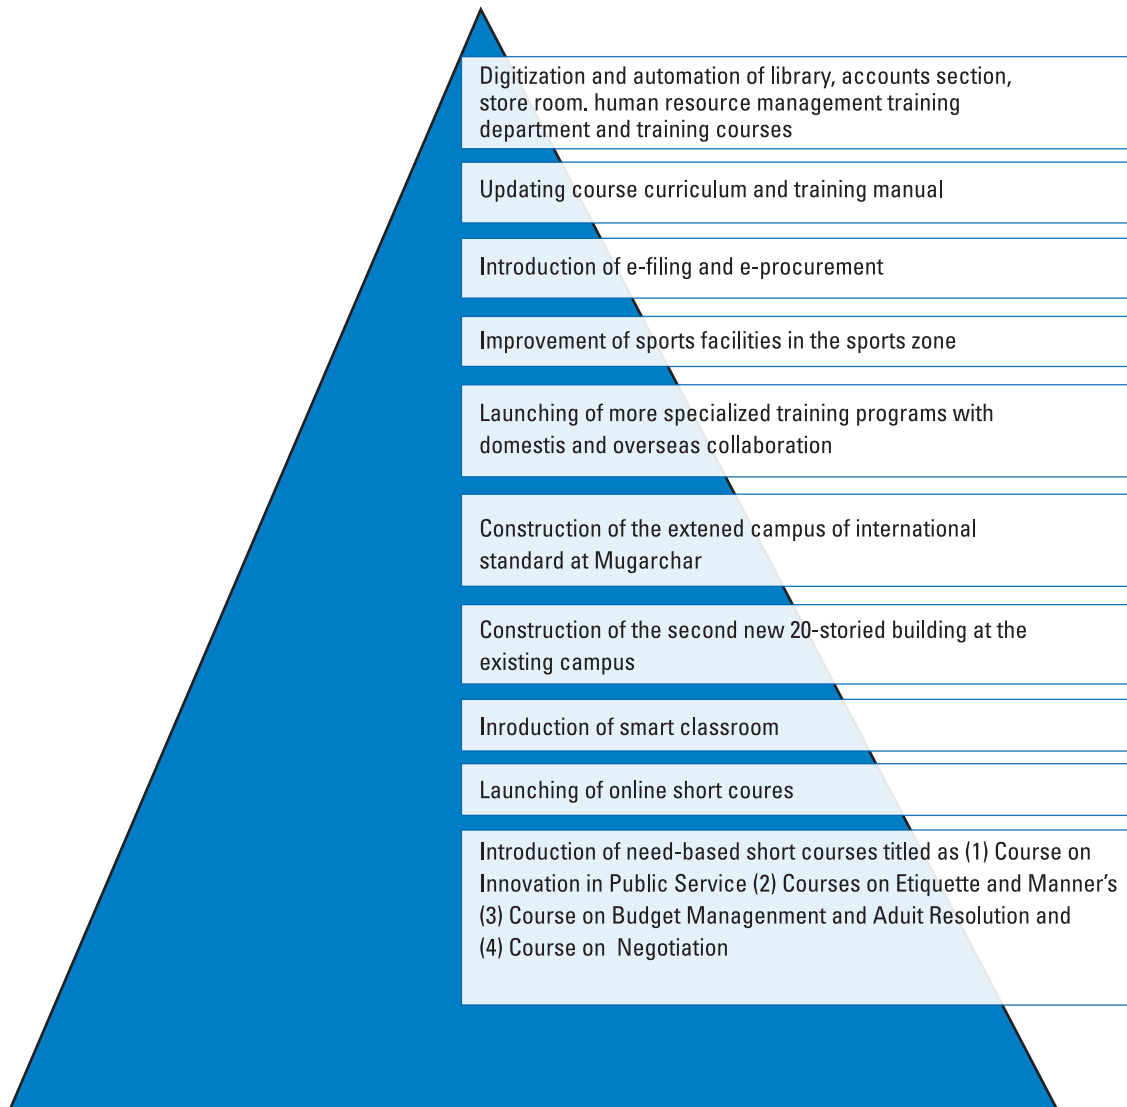 Digitization and automation of library, accounts section,
store room. human resource management training
department and training courses
Updating course curriculum and training manual
Introduction of e-filing and e-procurement
Improvement of sports facilities in the sports zone
Launching of more specialized training programs with
domestis and overseas collaboration
Construction of the extened campus of international
standard at Mugarchar
Construction of the second new 20-storied building at the
existing campus
Inroduction of smart classroom
Launching of online short coures
Introduction of need-based short courses titled as (1) Course on
Innovation in Public Service (2) Courses on Etiquette and Manner's
(3) Course on Budget Managenment and Aduit Resolution and
(4) Course on  Negotiation